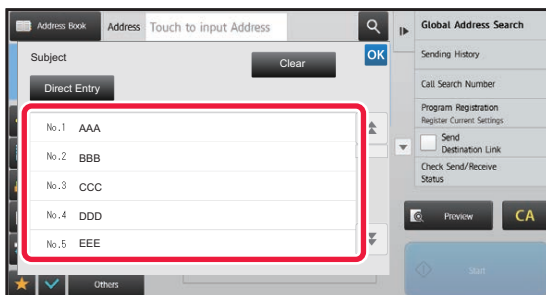 Address Book Address Touch to input Address
Subject
Clear
OK
Direct Entry
No.1 AAA
No.2 BBB
No.3 CCC
No.4 DDD
No.5 EEE
Others
Global Address Search
Sending History
Call Search Number
Program Registration
Register Current Settings
Send
Destination Link
Check Send/Receive
Status
Preview
CA
Start